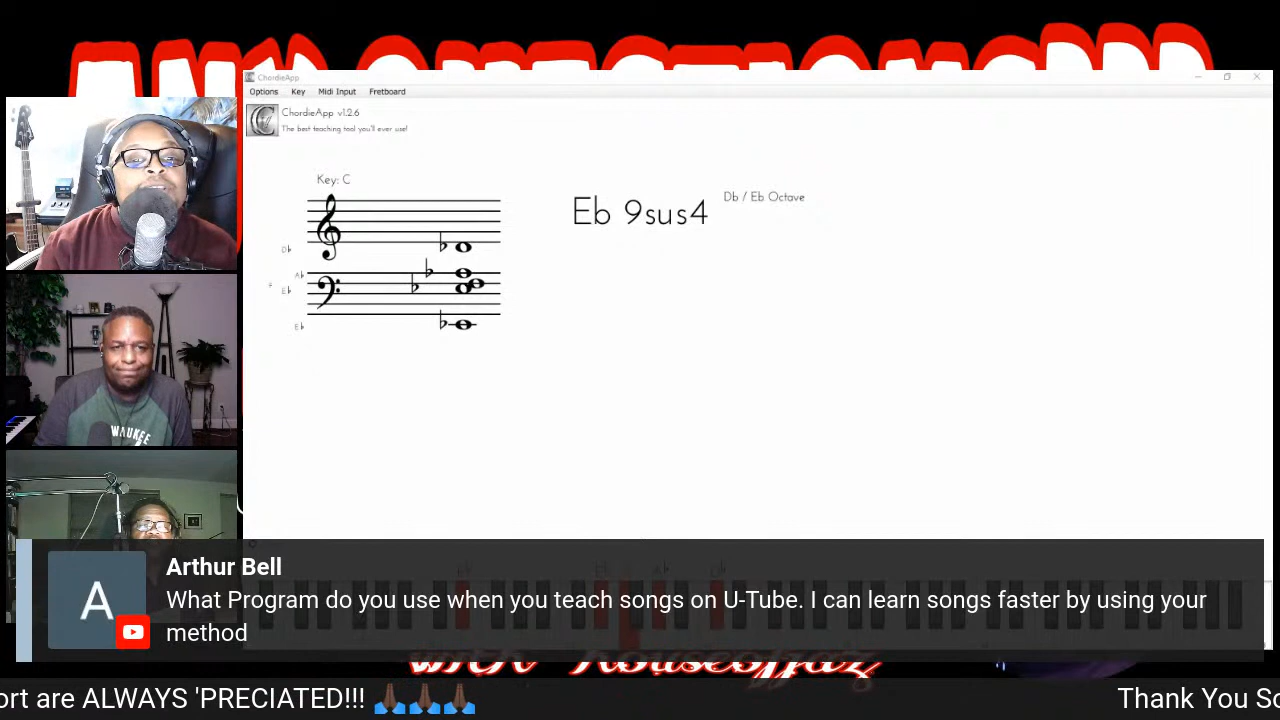 ChordieApp
Options Key Midi Input Fretboard
ChordieApp v1.2.6
The best teaching tool you'll ever use!
Key: C
Eb 9sus4
Db / Eb Octave
D♭
A♭
F
E♭
E♭
WAUKEE
Arthur Bell
What Program do you use when you teach songs on U-Tube. I can learn songs faster by using your
method
A
ort are ALWAYS 'PRECIATED!!! 🙏🏾🙏🏾🙏🏾 Thank You So